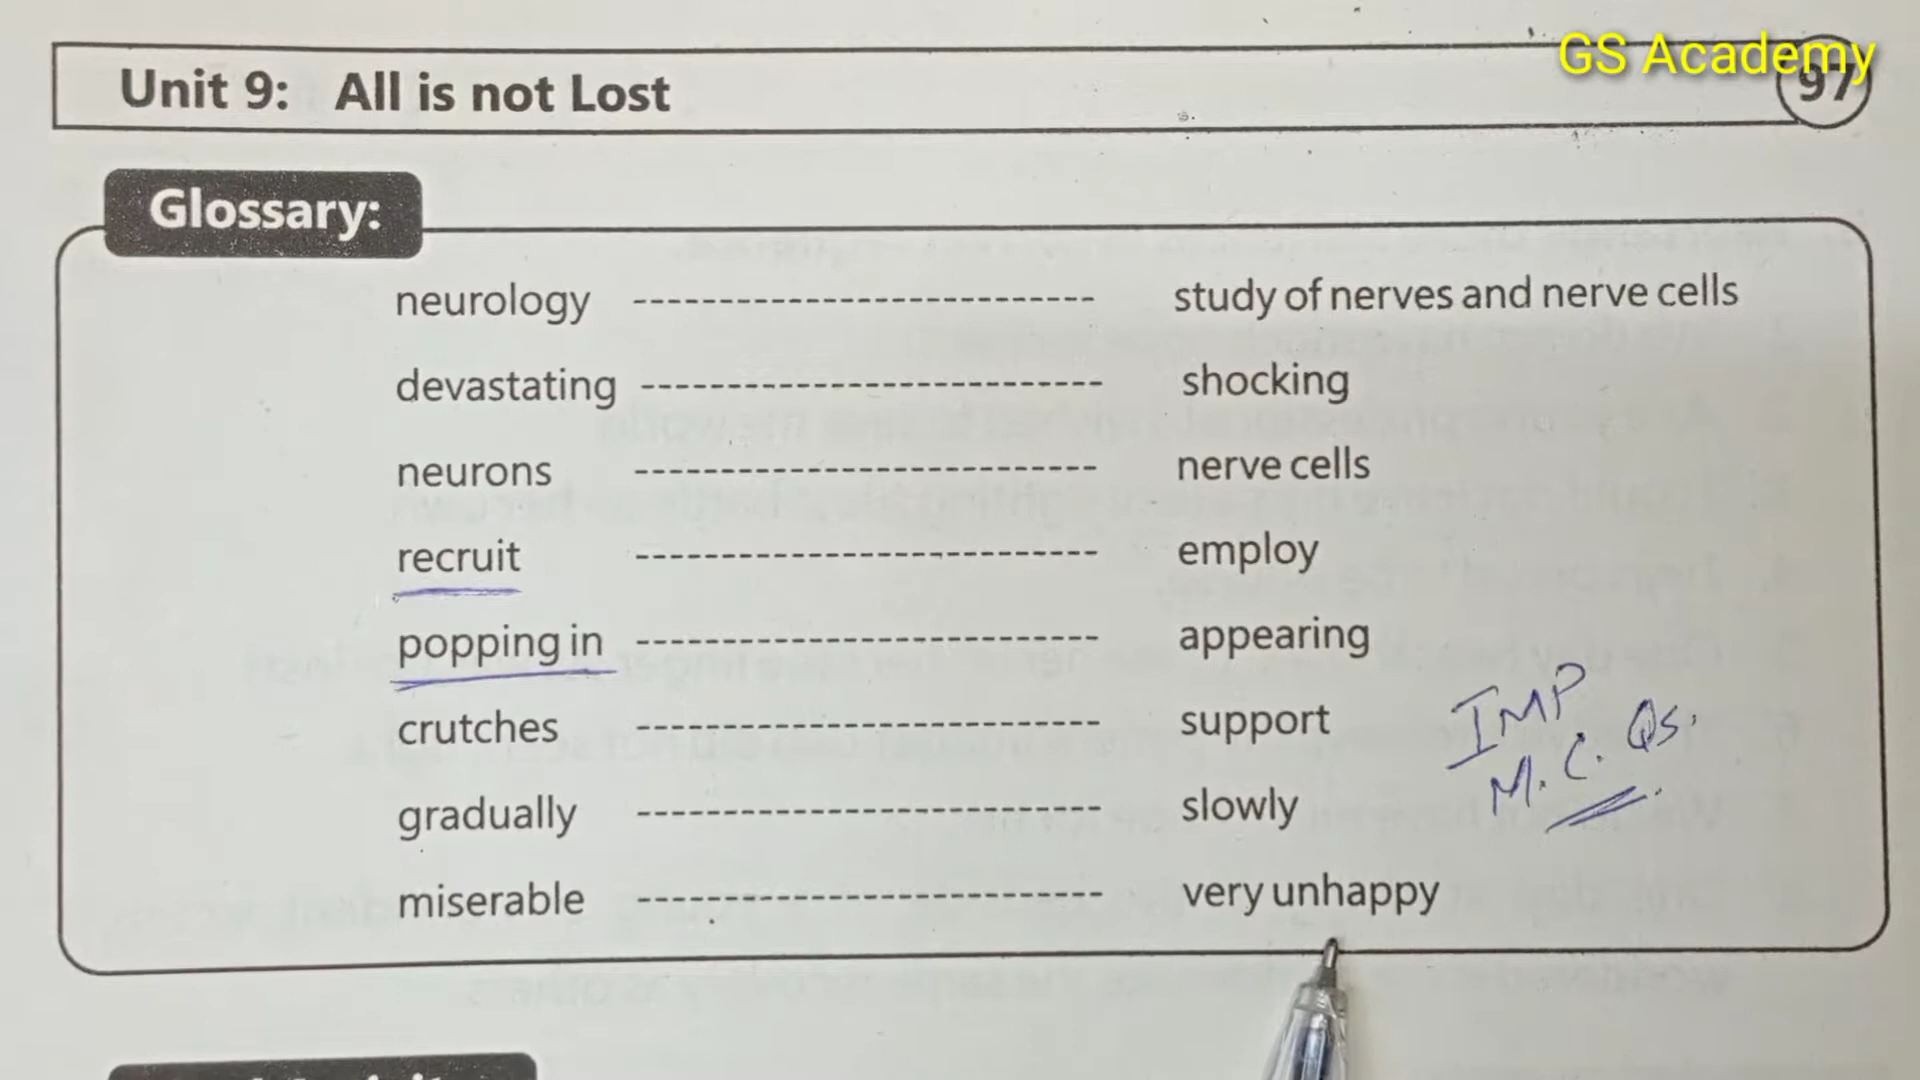 GS Academy
Unit 9: All is not Lost
97
Glossary:
neurology -------------------------- study of nerves and nerve cells
devastating -------------------------- shocking
neurons -------------------------- nerve cells
recruit -------------------------- employ
popping in -------------------------- appearing
crutches -------------------------- support
gradually -------------------------- slowly
miserable -------------------------- very unhappy
IMP
M.C.Qs.